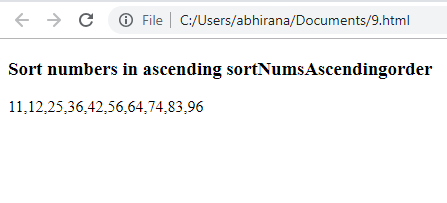 File | C:/Users/abhirana/Documents/9.html
Sort numbers in ascending sortNumsAscendingorder
11,12,25,36,42,56,64,74,83,96